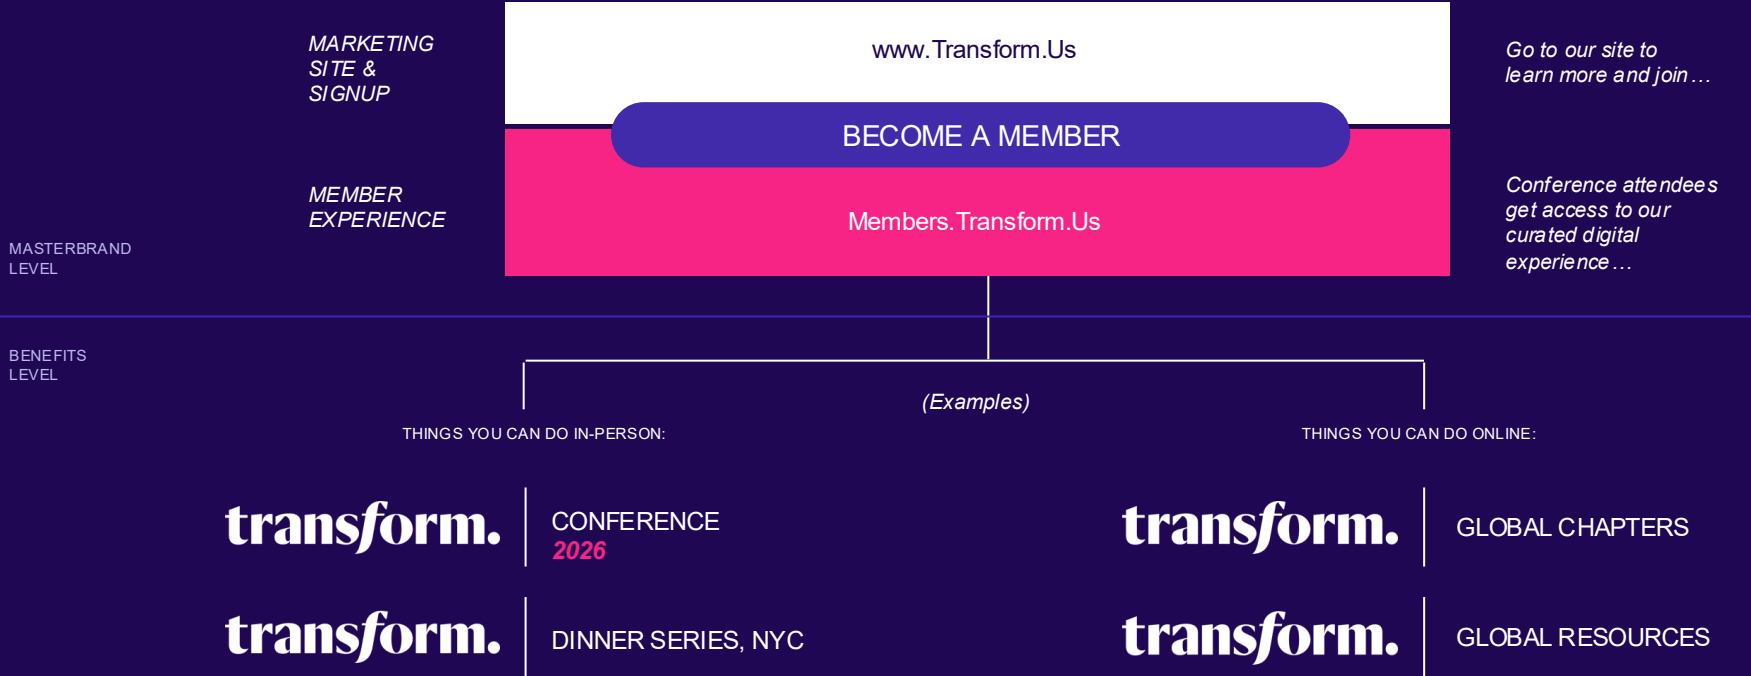 MARKETING
SITE &
SIGNUP
www.Transform.Us
Go to our site to
learn more and join...
BECOME A MEMBER
MEMBER
EXPERIENCE
Members.Transform.Us
Conference attendees
get access to our
curated digital
experience...
MASTERBRAND
LEVEL
BENEFITS
LEVEL
(Examples)
THINGS YOU CAN DO IN-PERSON:
THINGS YOU CAN DO ONLINE:
transform.
CONFERENCE
2026
transform.
GLOBAL CHAPTERS
transform.
DINNER SERIES, NYC
transform.
GLOBAL RESOURCES